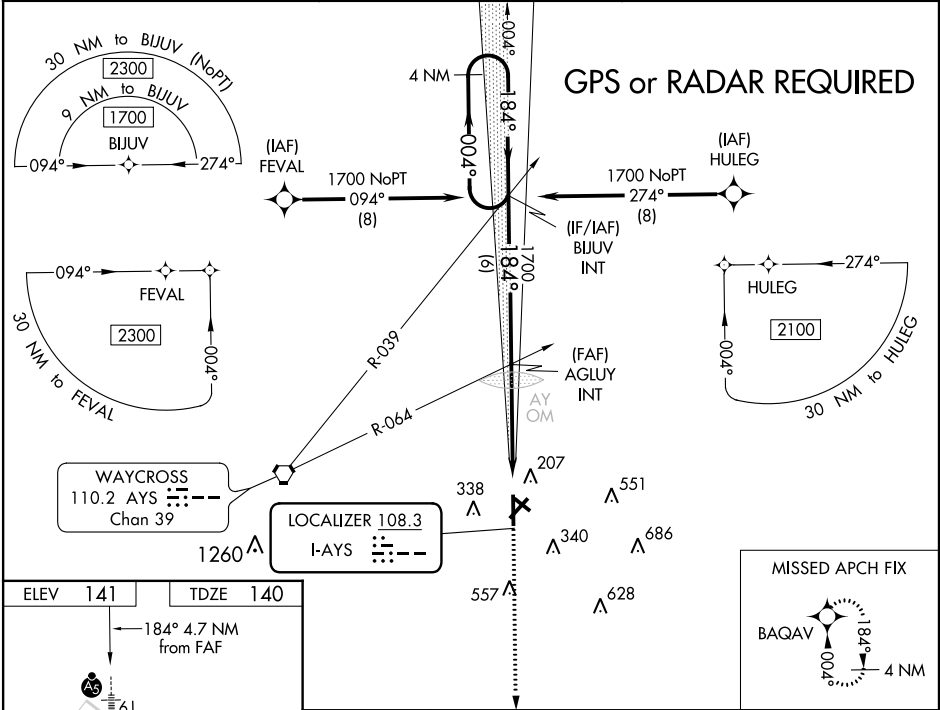 GPS or RADAR REQUIRED
30 NM to BIJUV (NoPT)
2300
9 NM to BIJUV
1700
BIJUV
094°
274°
4 NM
004°
184°
004°
(IAF)
FEVAL
1700 NoPT
094°
(8)
(IAF)
HULEG
1700 NoPT
274°
(8)
(IF/IAF)
BIJUV
INT
1700
184°
(6)
094°
FEVAL
2300
004°
30 NM to FEVAL
274°
HULEG
2100
004°
30 NM to HULEG
R-039
R-064
(FAF)
AGLUY
INT
AY
OM
WAYCROSS
110.2 AYS
Chan 39
LOCALIZER 108.3
I-AYS
1260
338
207
551
340
686
557
628
ELEV 141
TDZE 140
184° 4.7 NM
from FAF
A5
61
MISSED APCH FIX
BAQAV
184°
004°
4 NM